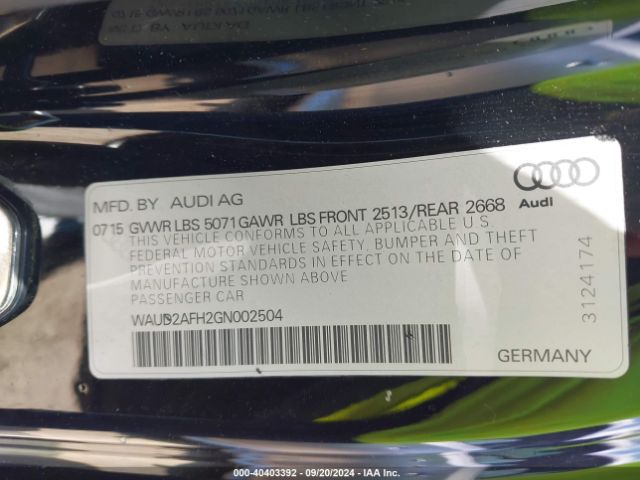 MFD. BY AUDI AG
Audi
0715 GVWR LBS 5071 GAWR LBS FRONT 2513/REAR 2668
THIS VEHICLE CONFORMS TO ALL APPLICABLE U.S.
FEDERAL MOTOR VEHICLE SAFETY, BUMPER AND THEFT
PREVENTION STANDARDS IN EFFECT ON THE DATE OF
MANUFACTURE SHOWN ABOVE
PASSENGER CAR
WAUD2AFH2GN002504
3124174
GERMANY
00-40403392 - 09/20/2024 - IAA Inc.